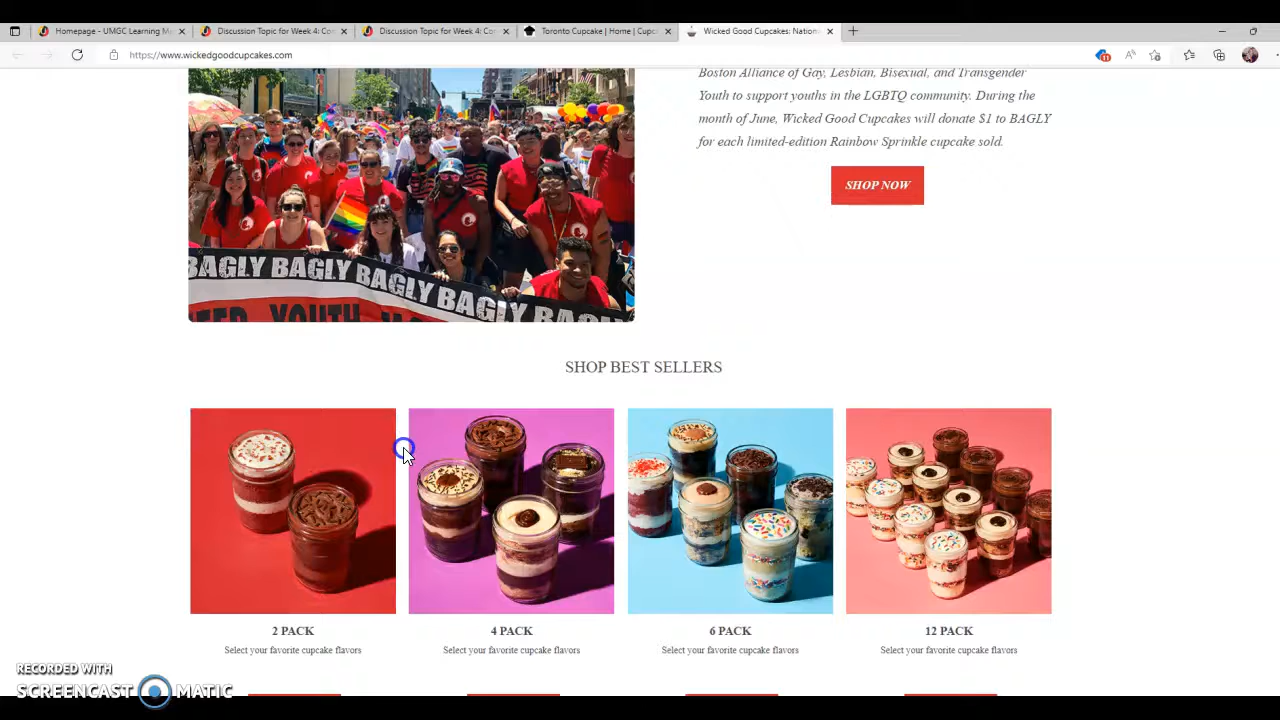 Homepage - UMGC Learning M
Discussion Topic for Week 4: Co
Discussion Topic for Week 4: Co
Toronto Cupcake | Home | Cupc
Wicked Good Cupcakes: Nation
https://www.wickedgoodcupcakes.com
Boston Alliance of Gay, Lesbian, Bisexual, and Transgender
Youth to support youths in the LGBTQ community. During the
month of June, Wicked Good Cupcakes will donate $1 to BAGLY
for each limited-edition Rainbow Sprinkle cupcake sold.
SHOP NOW
BAGLY BAGLY BAGLY BAGLY BAGLY BAGL
YOUTH
SHOP BEST SELLERS
2 PACK
4 PACK
6 PACK
12 PACK
Select your favorite cupcake flavors
Select your favorite cupcake flavors
Select your favorite cupcake flavors
Select your favorite cupcake flavors
RECORDED WITH
SCREENCAST MATIC